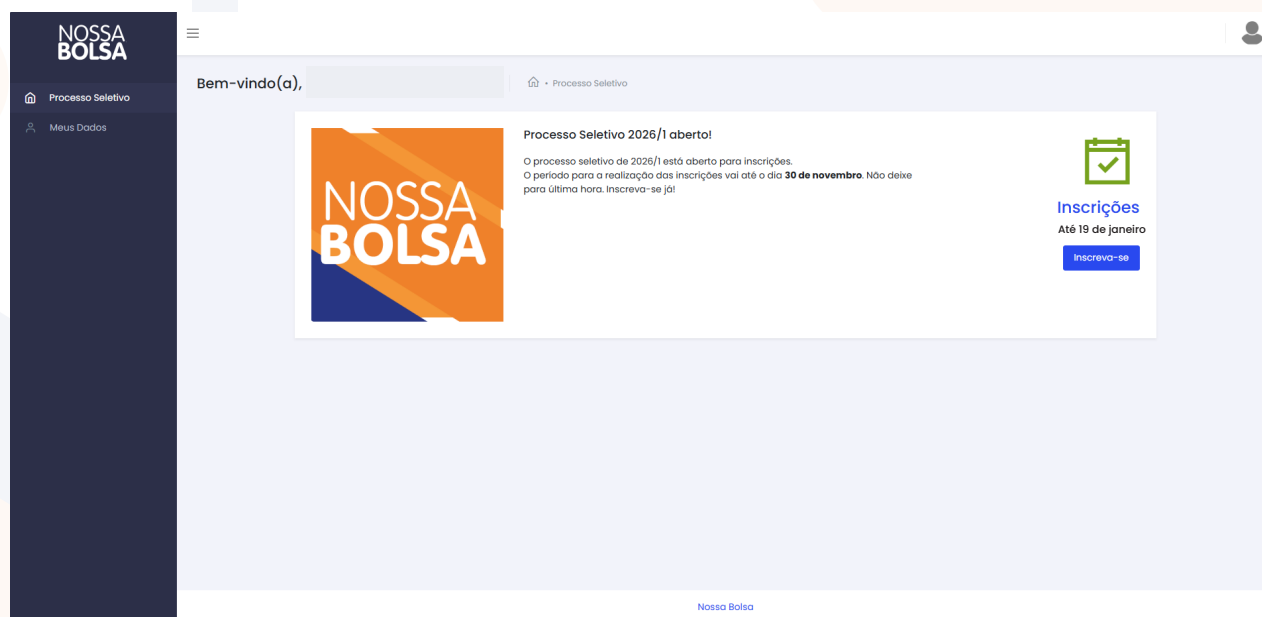 NOSSA
BOLSA
Processo Seletivo
Meus Dados
Bem-vindo(a),
• Processo Seletivo
NOSSA
BOLSA
Processo Seletivo 2026/1 aberto!
O processo seletivo de 2026/1 está aberto para inscrições.
O período para a realização das inscrições vai até o dia 30 de novembro. Não deixe
para última hora. Inscreva-se já!
Inscrições
Até 19 de janeiro
Inscreva-se
Nossa Bolsa